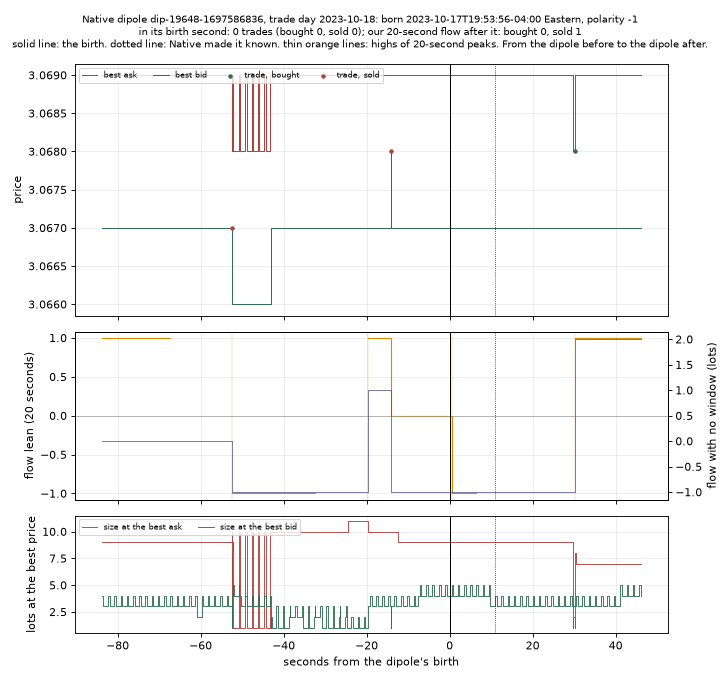 Native dipole dip-19648-1697586836, trade day 2023-10-18: born 2023-10-17T19:53:56-04:00 Eastern, polarity -1
in its birth second: 0 trades (bought 0, sold 0); our 20-second flow after it: bought 0, sold 1
solid line: the birth. dotted line: Native made it known. thin orange lines: highs of 20-second peaks. From the dipole before to the dipole after.
best ask best bid trade, bought trade, sold
3.0690
3.0685
3.0680
3.0675
3.0670
3.0665
3.0660
price
1.0
0.5
0.0
−0.5
−1.0
flow lean (20 seconds)
2.0
1.5
1.0
0.5
0.0
−0.5
−1.0
flow with no window (lots)
size at the best ask size at the best bid
10.0
7.5
5.0
2.5
lots at the best price
−80 −60 −40 −20 0 20 40
seconds from the dipole's birth